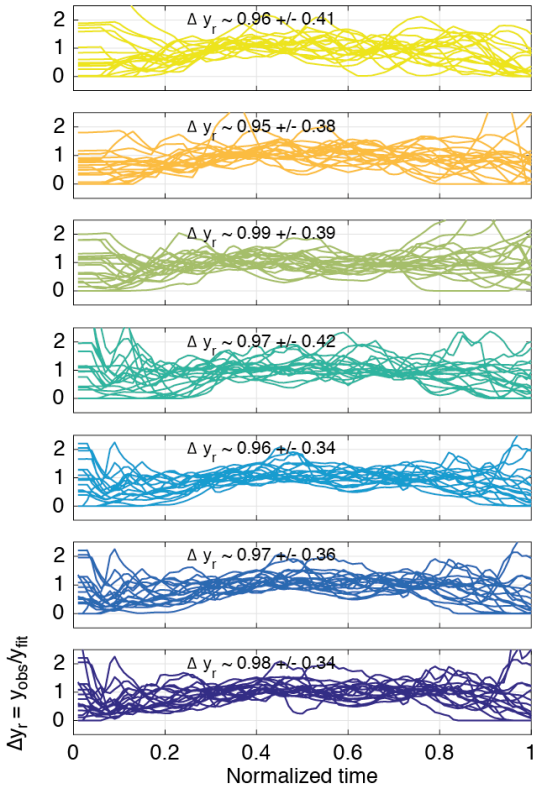 Δ y_r ~ 0.96 +/- 0.41
2
1
0
Δ y_r ~ 0.95 +/- 0.38
2
1
0
Δ y_r ~ 0.99 +/- 0.39
2
1
0
Δ y_r ~ 0.97 +/- 0.42
2
1
0
Δ y_r ~ 0.96 +/- 0.34
2
1
0
Δ y_r ~ 0.97 +/- 0.36
2
1
0
Δ y_r ~ 0.98 +/- 0.34
2
1
0
Δy_r = y_obs/y_fit
0 0.2 0.4 0.6 0.8 1
Normalized time